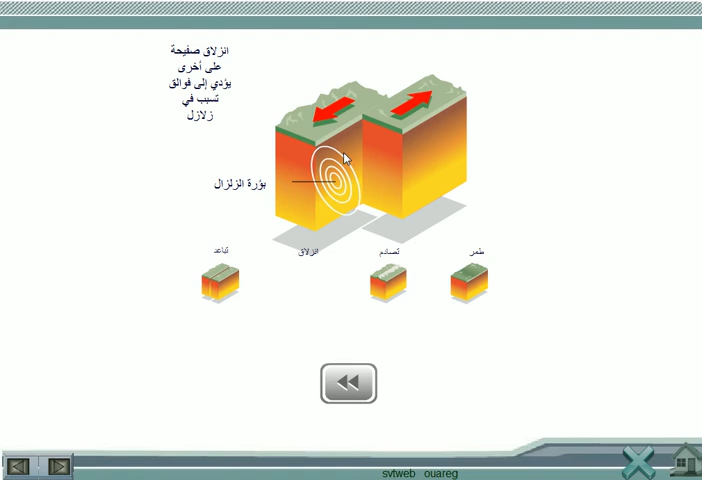 انزلاق صفيحة
على أخرى
يؤدي إلى فوالق
تسبب في
زلازل
بؤرة الزلزال
طمر تصادم انزلاق تباعد
svtweb ouareg